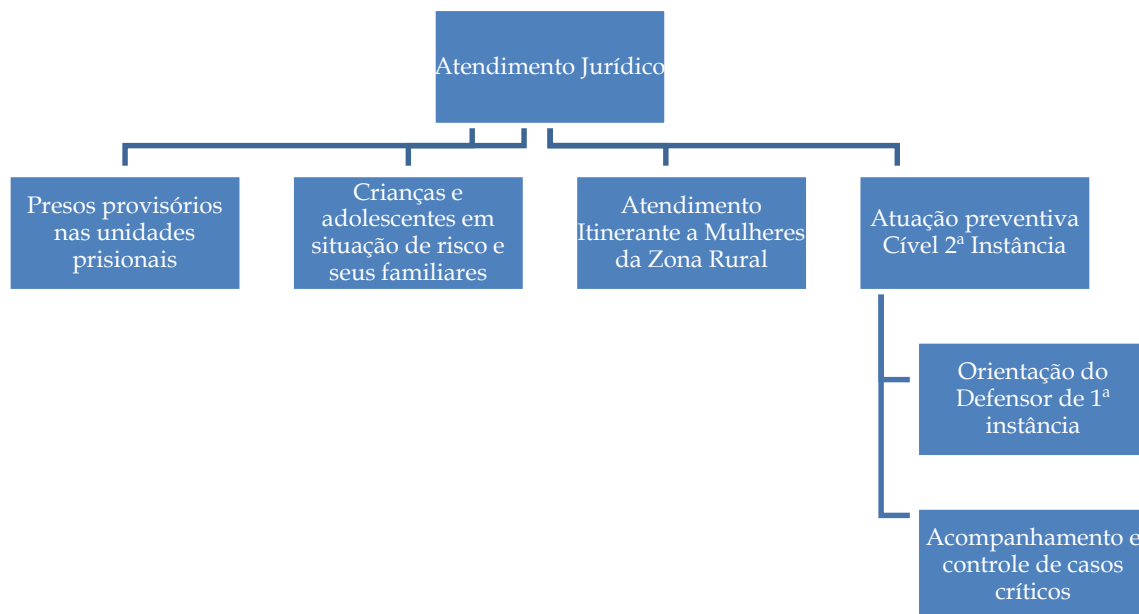 Atendimento Jurídico
Presos provisórios
nas unidades
prisionais
Crianças e
adolescentes em
situação de risco e
seus familiares
Atendimento
Itinerante a Mulheres
da Zona Rural
Atuação preventiva
Cível 2ª Instância
Orientação do
Defensor de 1ª
instância
Acompanhamento e
controle de casos
críticos